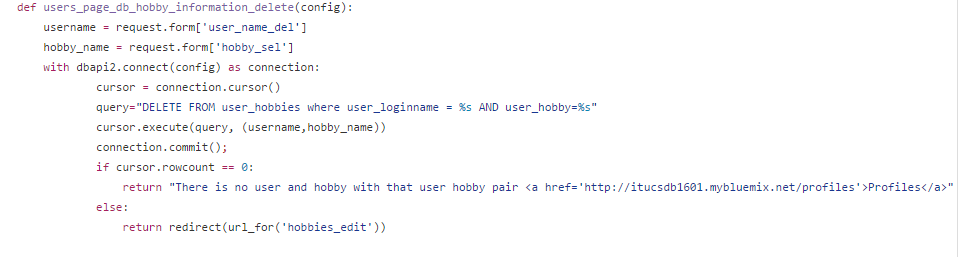 def users_page_db_hobby_information_delete(config):
username = request.form['user_name_del']
hobby_name = request.form['hobby_sel']
with dbapi2.connect(config) as connection:
cursor = connection.cursor()
query="DELETE FROM user_hobbies where user_loginname = %s AND user_hobby=%s"
cursor.execute(query, (username,hobby_name))
connection.commit();
if cursor.rowcount == 0:
return "There is no user and hobby with that user hobby pair <a href='http://itucsdb1601.mybluemix.net/profiles'>Profiles</a>"
else:
return redirect(url_for('hobbies_edit'))